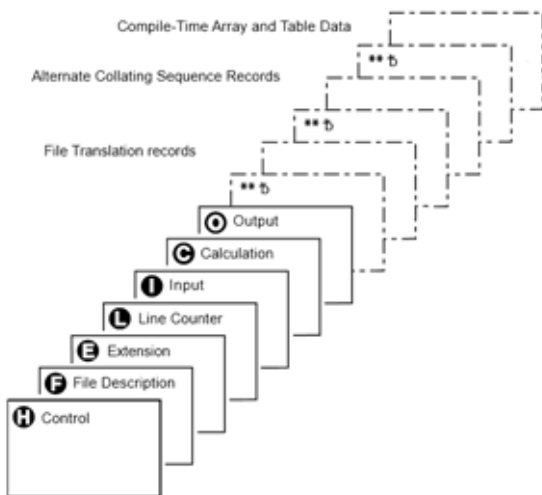 Compile-Time Array and Table Data
** ␢
Alternate Collating Sequence Records
** ␢
File Translation records
** ␢
O Output
C Calculation
I Input
L Line Counter
E Extension
F File Description
H Control